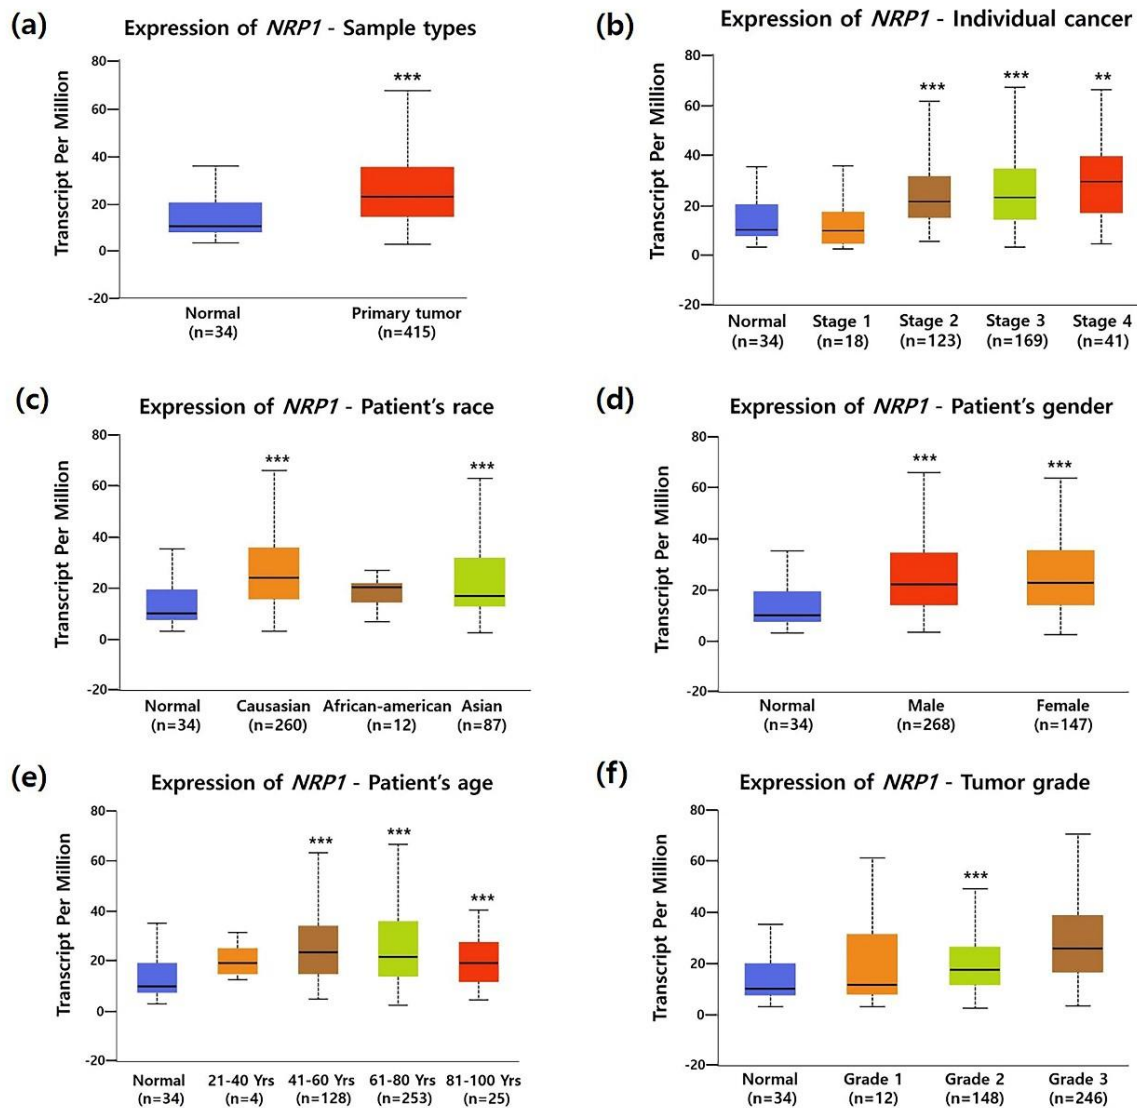 (a)
Expression of NRP1 - Sample types
Transcript Per Million
80
60
40
20
0
-20
***
Normal
(n=34)
Primary tumor
(n=415)
(b)
Expression of NRP1 - Individual cancer
Transcript Per Million
80
60
40
20
0
-20
***
***
**
Normal
(n=34)
Stage 1
(n=18)
Stage 2
(n=123)
Stage 3
(n=169)
Stage 4
(n=41)
(c)
Expression of NRP1 - Patient's race
Transcript Per Million
80
60
40
20
0
-20
***
***
Normal
(n=34)
Causasian
(n=260)
African-american
(n=12)
Asian
(n=87)
(d)
Expression of NRP1 - Patient's gender
Transcript Per Million
80
60
40
20
0
-20
***
***
Normal
(n=34)
Male
(n=268)
Female
(n=147)
(e)
Expression of NRP1 - Patient's age
Transcript Per Million
80
60
40
20
0
-20
***
***
***
Normal
(n=34)
21-40 Yrs
(n=4)
41-60 Yrs
(n=128)
61-80 Yrs
(n=253)
81-100 Yrs
(n=25)
(f)
Expression of NRP1 - Tumor grade
Transcript Per Million
80
60
40
20
0
-20
***
Normal
(n=34)
Grade 1
(n=12)
Grade 2
(n=148)
Grade 3
(n=246)